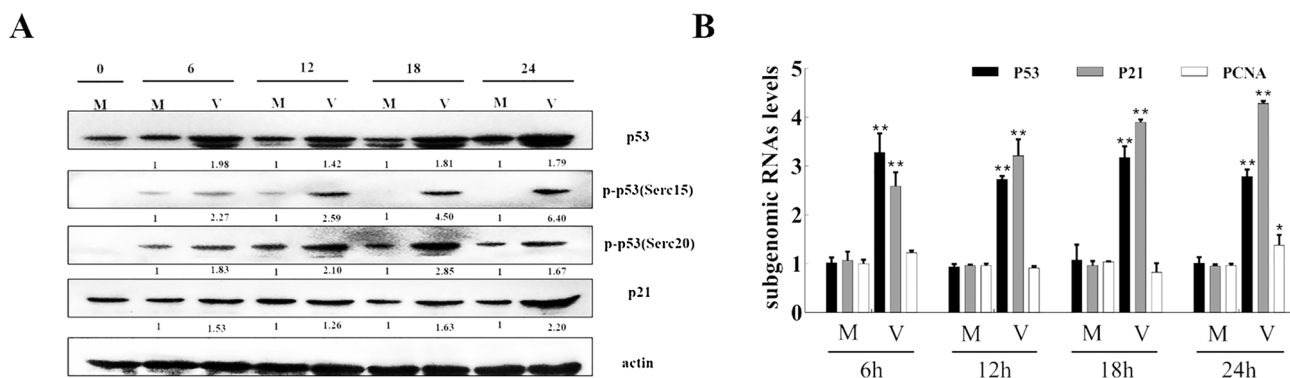 A
0 6 12 18 24
M M V M V M V M V
p53
1 1.98 1 1.42 1 1.81 1 1.79
p-p53(Serc15)
1 2.27 1 2.59 1 4.50 1 6.40
p-p53(Serc20)
1 1.83 1 2.10 1 2.85 1 1.67
p21
1 1.53 1 1.26 1 1.63 1 2.20
actin
B
subgenomic RNAs levels
5
4
3
2
1
0
P53 P21 PCNA
** ** ** ** ** ** ** ** *
M V M V M V M V
6h 12h 18h 24h